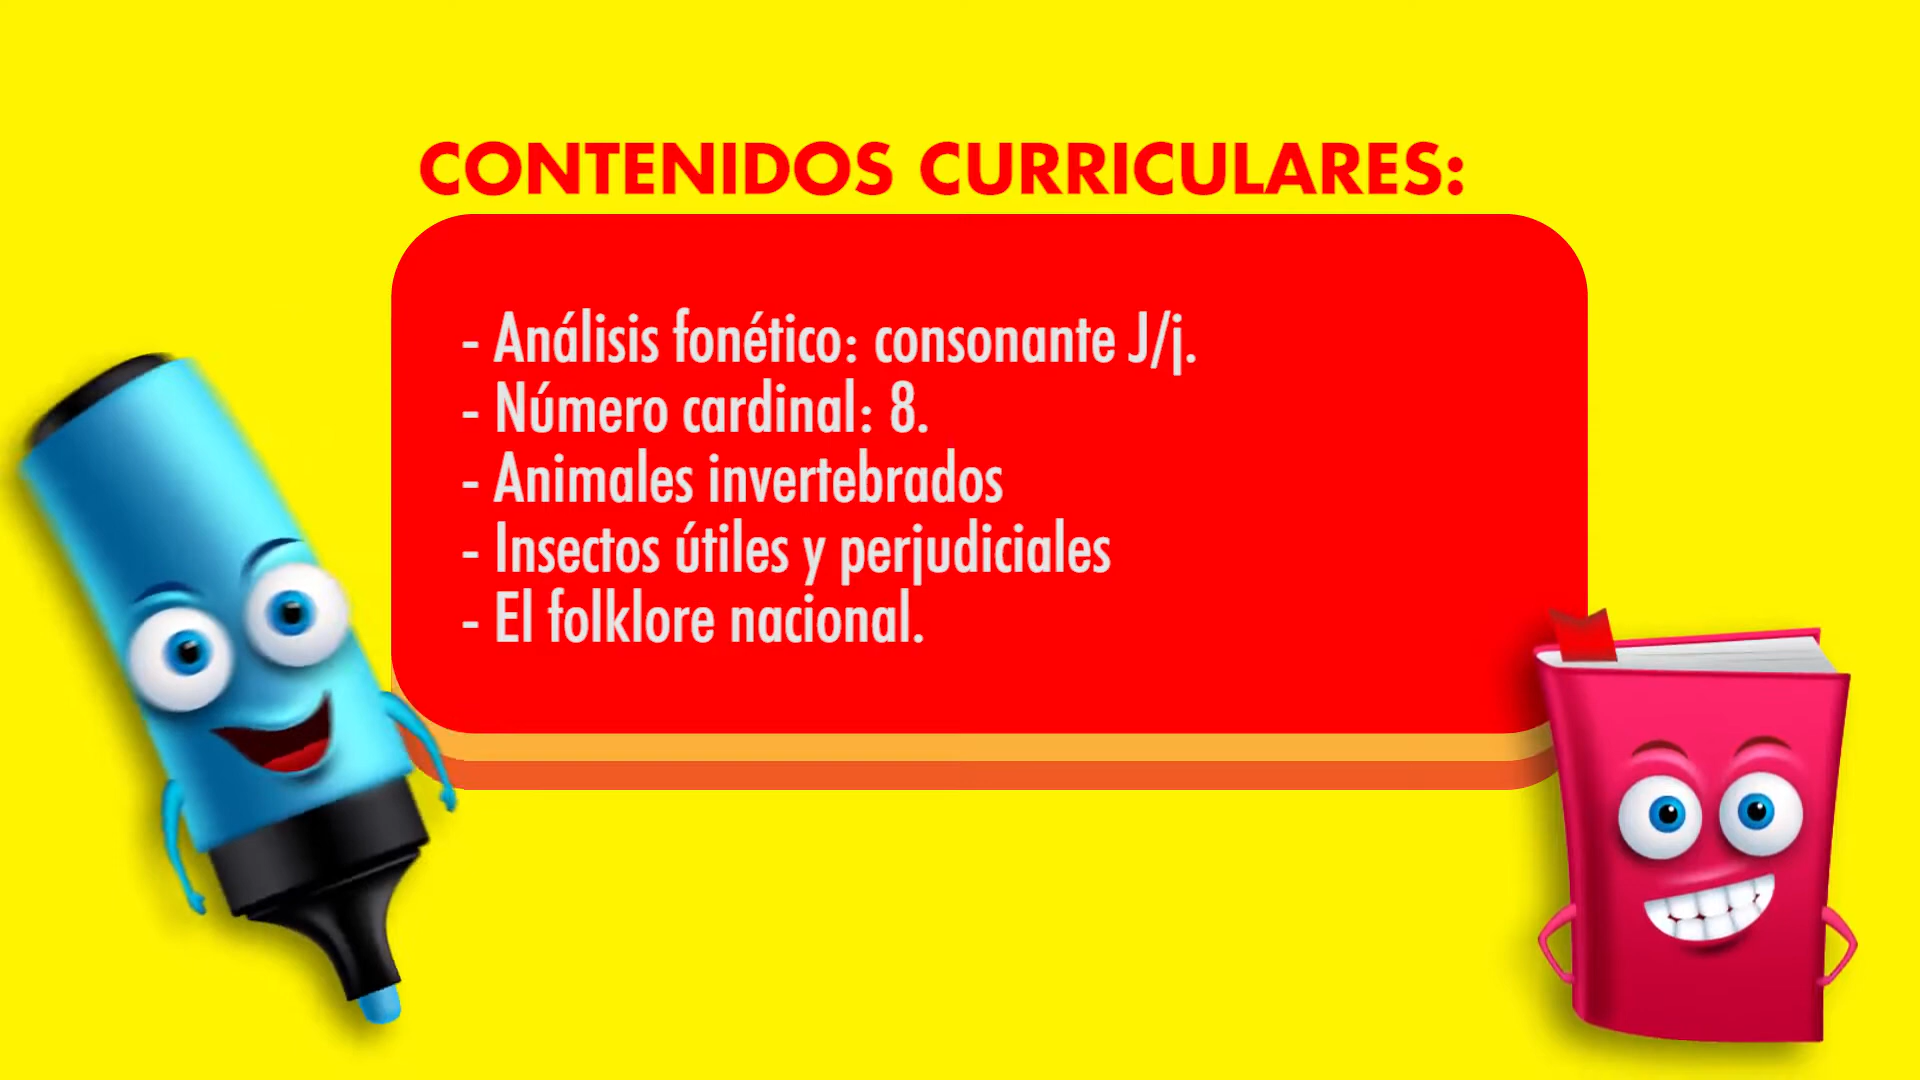 CONTENIDOS CURRICULARES:
- Análisis fonético: consonante J/j.
- Número cardinal: 8.
- Animales invertebrados
- Insectos útiles y perjudiciales
- El folklore nacional.